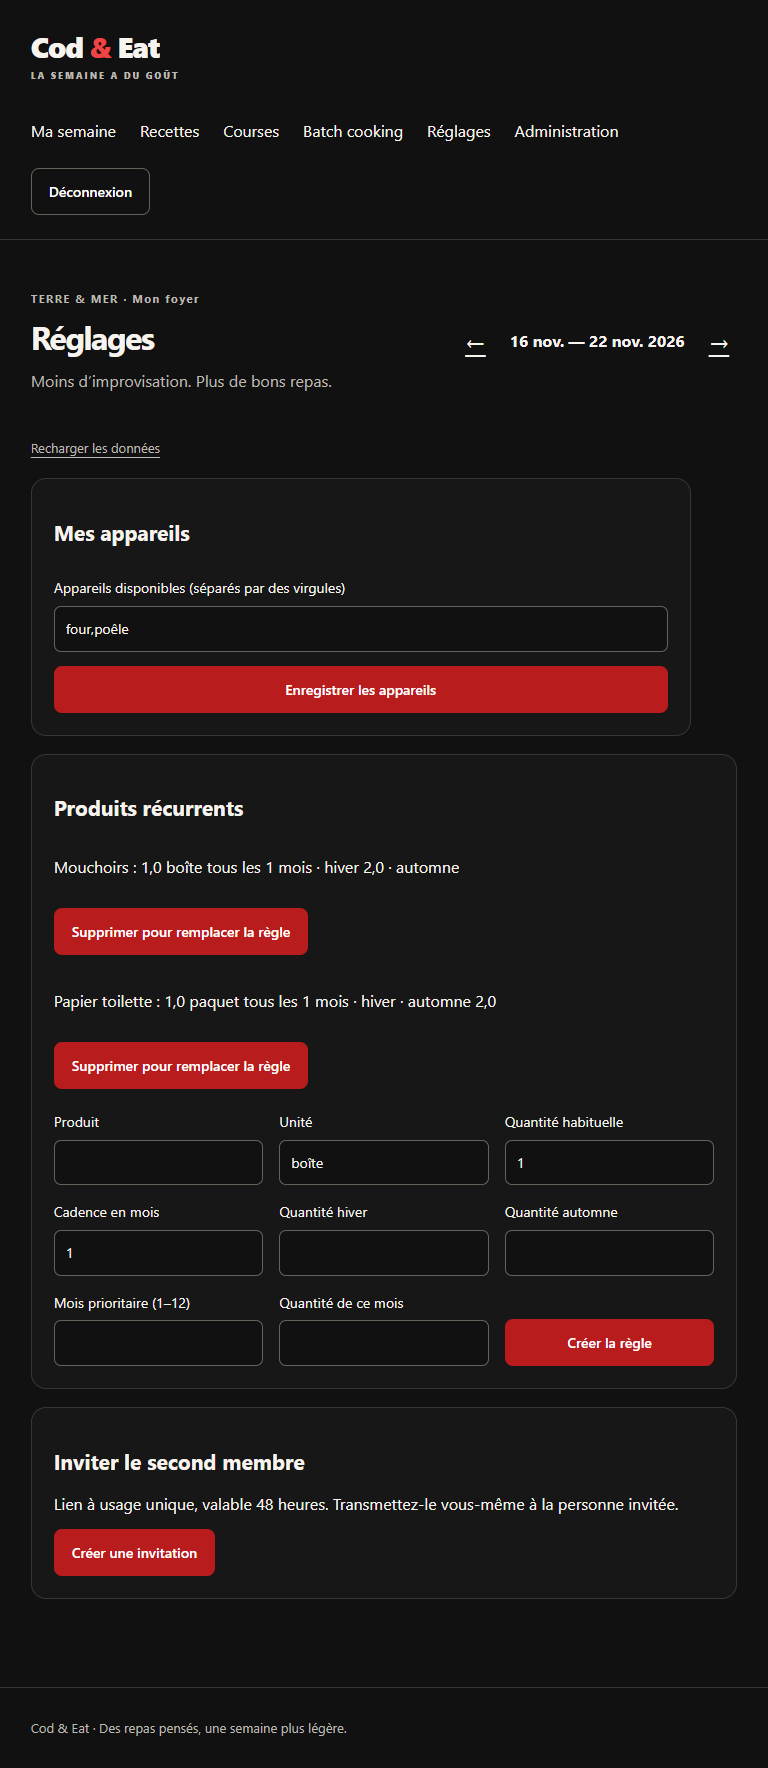 Cod & Eat
LA SEMAINE A DU GOÛT
Ma semaine Recettes Courses Batch cooking Réglages Administration
Déconnexion
TERRE & MER · Mon foyer
Réglages
← 16 nov. — 22 nov. 2026 →
Moins d’improvisation. Plus de bons repas.
Recharger les données
Mes appareils
Appareils disponibles (séparés par des virgules)
four,poêle
Enregistrer les appareils
Produits récurrents
Mouchoirs : 1,0 boîte tous les 1 mois · hiver 2,0 · automne
Supprimer pour remplacer la règle
Papier toilette : 1,0 paquet tous les 1 mois · hiver · automne 2,0
Supprimer pour remplacer la règle
Produit Unité Quantité habituelle
boîte 1
Cadence en mois Quantité hiver Quantité automne
1
Mois prioritaire (1–12) Quantité de ce mois
Créer la règle
Inviter le second membre
Lien à usage unique, valable 48 heures. Transmettez-le vous-même à la personne invitée.
Créer une invitation
Cod & Eat · Des repas pensés, une semaine plus légère.